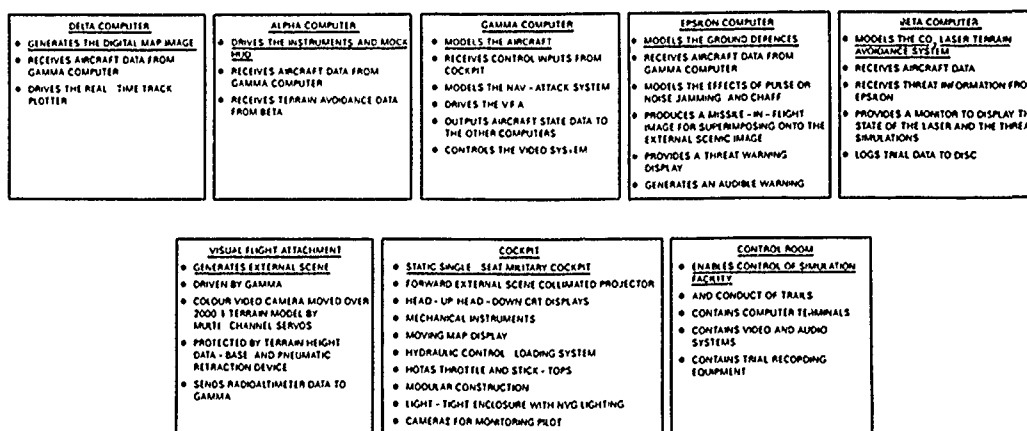 DELTA COMPUTER
• GENERATES THE DIGITAL MAP IMAGE
• RECEIVES AIRCRAFT DATA FROM
GAMMA COMPUTER
• DRIVES THE REAL TIME TRACK
PLOTTER
ALPHA COMPUTER
• DRIVES THE INSTRUMENTS AND MOCK
HUD
• RECEIVES AIRCRAFT DATA FROM
GAMMA COMPUTER
• RECEIVES TERRAIN AVOIDANCE DATA
FROM BETA
GAMMA COMPUTER
• MODELS THE AIRCRAFT
• RECEIVES CONTROL INPUTS FROM
COCKPIT
• MODELS THE NAV - ATTACK SYSTEM
• DRIVES THE V F A
• OUTPUTS AIRCRAFT STATE DATA TO
THE OTHER COMPUTERS
• CONTROLS THE VIDEO SYSTEM
EPSILON COMPUTER
• MODELS THE GROUND DEFENCES
• RECEIVES AIRCRAFT DATA FROM
GAMMA COMPUTER
• MODELS THE EFFECTS OF PULSE OR
NOISE JAMMING AND CHAFF
• PRODUCES A MISSILE - IN - FLIGHT
IMAGE FOR SUPERIMPOSING ONTO THE
EXTERNAL SCENIC IMAGE
• PROVIDES A THREAT WARNING
DISPLAY
• GENERATES AN AUDIBLE WARNING
BETA COMPUTER
• MODELS THE CO2 LASER TERRAIN
AVOIDANCE SYSTEM
• RECEIVES AIRCRAFT DATA
• RECEIVES THREAT INFORMATION FROM
EPSILON
• PROVIDES A MONITOR TO DISPLAY TH
STATE OF THE LASER AND THE THREA
SIMULATIONS
• LOGS TRIAL DATA TO DISC
VISUAL FLIGHT ATTACHMENT
• GENERATES EXTERNAL SCENE
• DRIVEN BY GAMMA
• COLOUR VIDEO CAMERA MOVED OVER
2000 1 TERRAIN MODEL BY
MULTI CHANNEL SERVOS
• PROTECTED BY TERRAIN HEIGHT
DATA - BASE AND PNEUMATIC
RETRACTION DEVICE
• SENDS RADIOALTIMETER DATA TO
GAMMA
COCKPIT
• STATIC SINGLE SEAT MILITARY COCKPIT
• FORWARD EXTERNAL SCENE COLLIMATED PROJECTOR
• HEAD - UP HEAD - DOWN CRT DISPLAYS
• MECHANICAL INSTRUMENTS
• MOVING MAP DISPLAY
• HYDRAULIC CONTROL LOADING SYSTEM
• HOTAS THROTTLE AND STICK - TOPS
• MODULAR CONSTRUCTION
• LIGHT - TIGHT ENCLOSURE WITH NVG LIGHTING
• CAMERAS FOR MONITORING PILOT
CONTROL ROOM
• ENABLES CONTROL OF SIMULATION
FACILITY
• AND CONDUCT OF TRAILS
• CONTAINS COMPUTER TERMINALS
• CONTAINS VIDEO AND AUDIO
SYSTEMS
• CONTAINS TRIAL RECORDING
EQUIPMENT